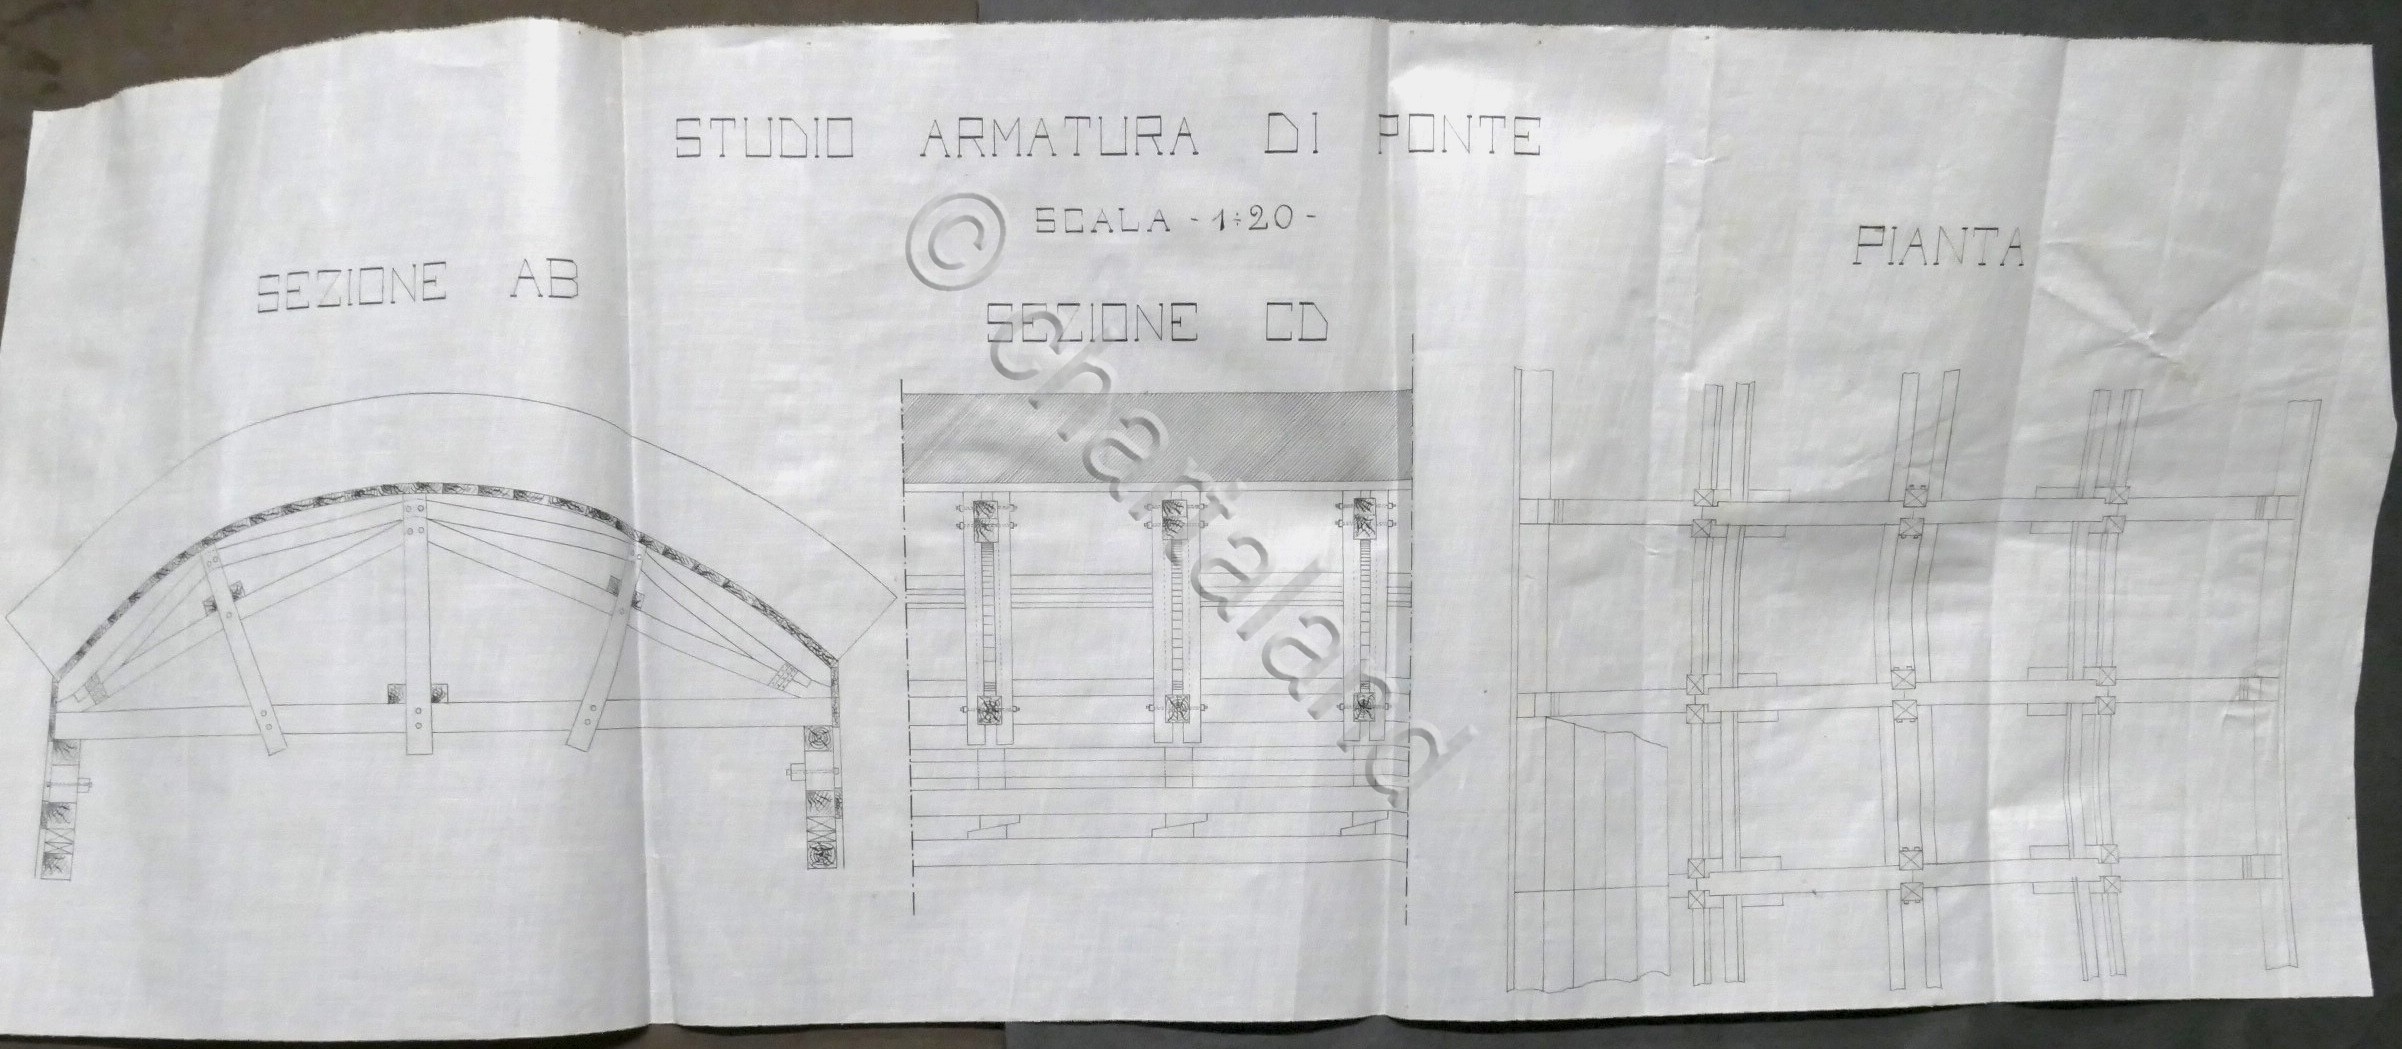 STUDIO ARMATURA DI PONTE
SCALA - 1÷20 -
SEZIONE AB
SEZIONE CD
PIANTA
© chartaland